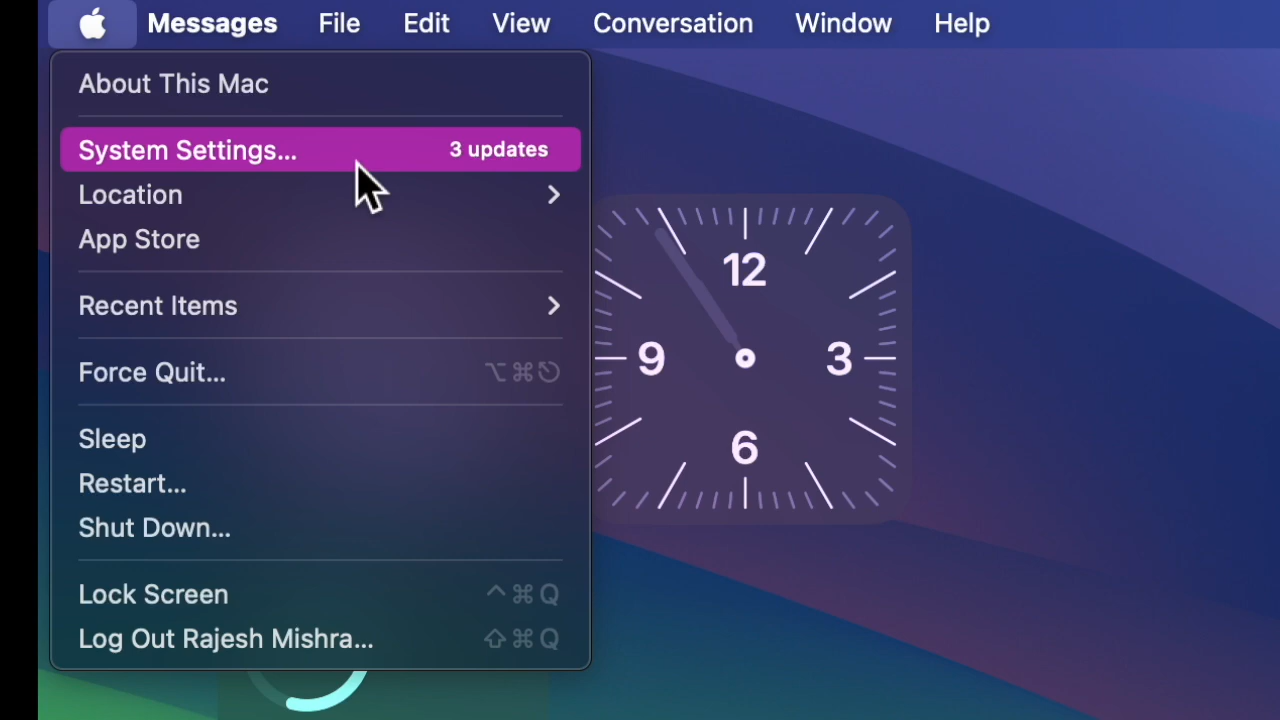 Messages File Edit View Conversation Window Help
About This Mac
System Settings... 3 updates
Location
App Store
Recent Items
Force Quit... ⌥⌘⎋
Sleep
Restart...
Shut Down...
Lock Screen ^⌘Q
Log Out Rajesh Mishra... ⇧⌘Q
12
9 3
6